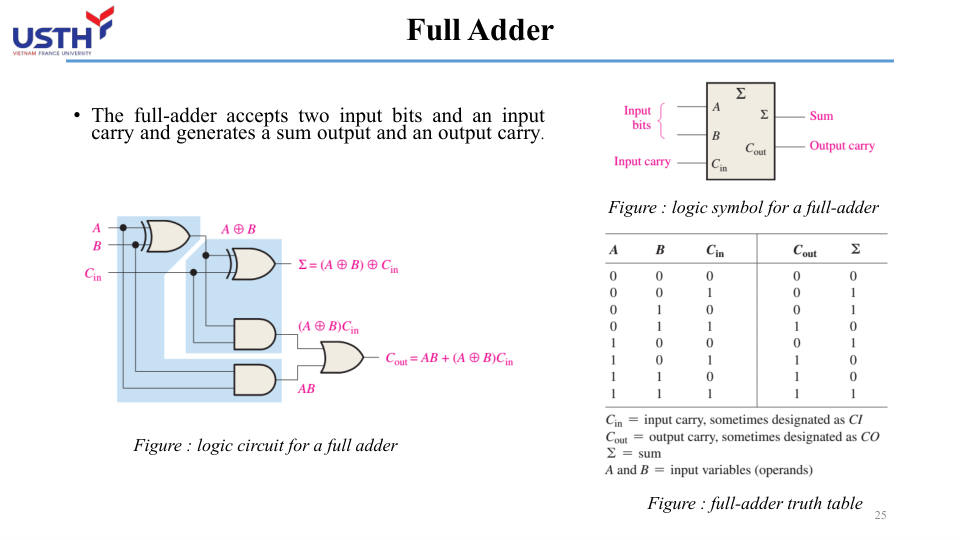 USTH
VIETNAM FRANCE UNIVERSITY
Full Adder
• The full-adder accepts two input bits and an input
carry and generates a sum output and an output carry.
A
B
Cin
A ⊕ B
Σ = (A ⊕ B) ⊕ Cin
(A ⊕ B)Cin
Cout = AB + (A ⊕ B)Cin
AB
Figure : logic circuit for a full adder
Input
bits
Input carry
Σ
A
B
Cin
Σ
Cout
Sum
Output carry
Figure : logic symbol for a full-adder
A B Cin Cout Σ
0 0 0 0 0
0 0 1 0 1
0 1 0 0 1
0 1 1 1 0
1 0 0 0 1
1 0 1 1 0
1 1 0 1 0
1 1 1 1 1
Cin = input carry, sometimes designated as CI
Cout = output carry, sometimes designated as CO
Σ = sum
A and B = input variables (operands)
Figure : full-adder truth table
25